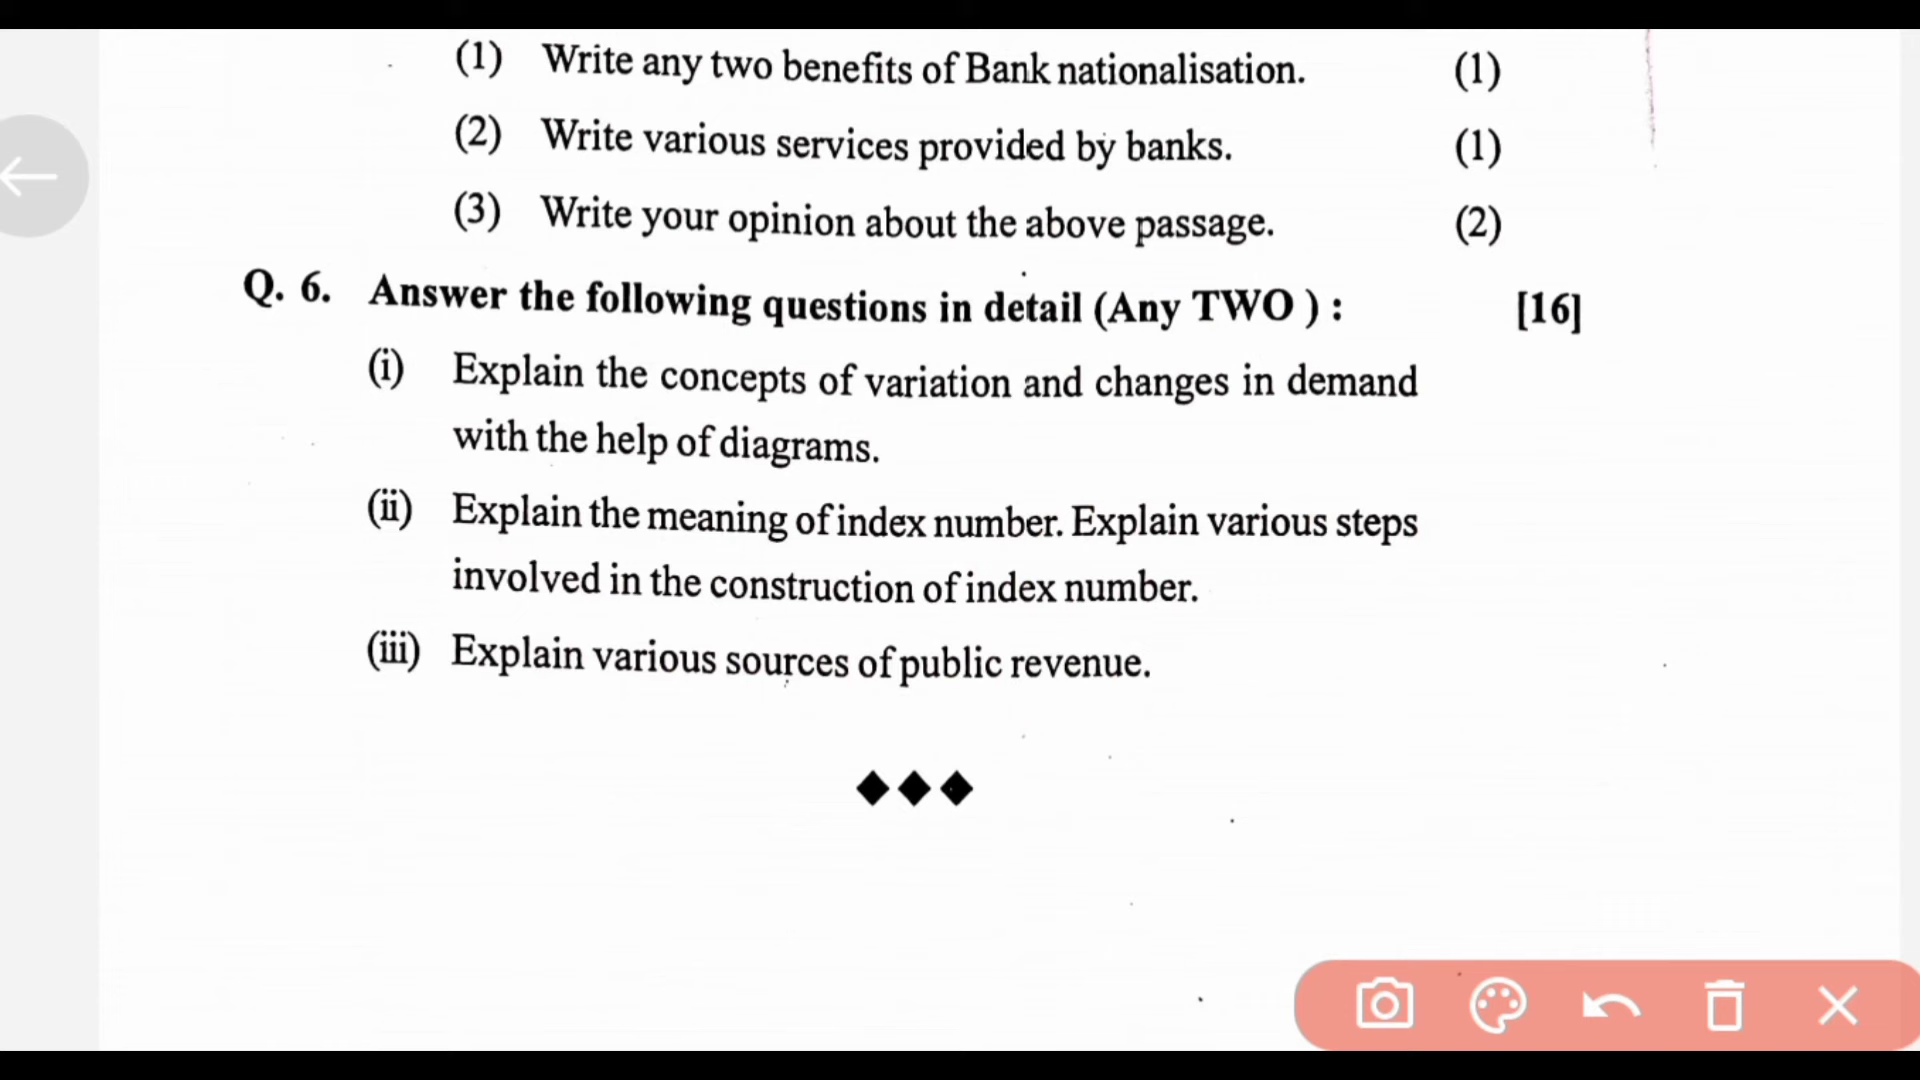 (1) Write any two benefits of Bank nationalisation. (1)
(2) Write various services provided by banks. (1)
(3) Write your opinion about the above passage. (2)
Q. 6. Answer the following questions in detail (Any TWO ) : [16]
(i) Explain the concepts of variation and changes in demand
with the help of diagrams.
(ii) Explain the meaning of index number. Explain various steps
involved in the construction of index number.
(iii) Explain various sources of public revenue.